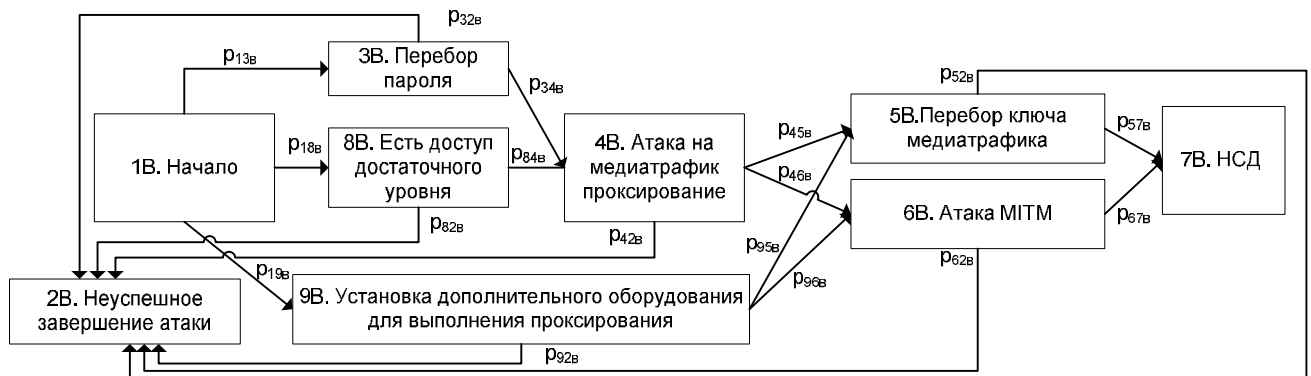 p32в
p13в
3В. Перебор
пароля
p34в
p52в
1В. Начало
p18в
8В. Есть доступ
достаточного
уровня
p84в
4В. Атака на
медиатрафик
проксирование
p45в
p46в
5В.Перебор ключа
медиатрафика
p57в
7В. НСД
6В. Атака MITM
p67в
p82в
p42в
p95в
p62в
p19в
p96в
2В. Неуспешное
завершение атаки
9В. Установка дополнительного оборудования
для выполнения проксирования
p92в